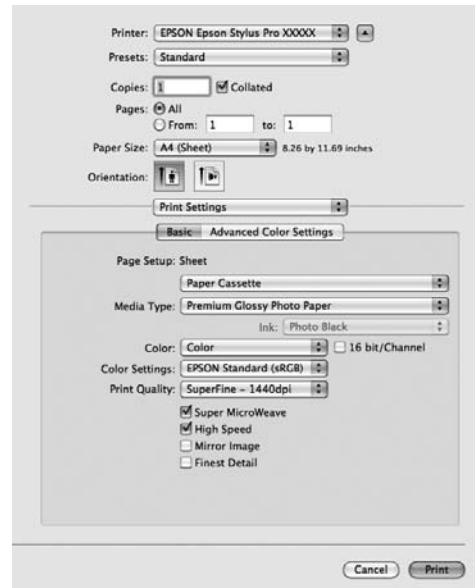 Printer: EPSON Epson Stylus Pro XXXXX
Presets: Standard
Copies: 1 Collated
Pages: All
From: 1 to: 1
Paper Size: A4 (Sheet) 8.26 by 11.69 inches
Orientation:
Print Settings
Basic Advanced Color Settings
Page Setup: Sheet
Paper Cassette
Media Type: Premium Glossy Photo Paper
Ink: Photo Black
Color: Color 16 bit/Channel
Color Settings: EPSON Standard (sRGB)
Print Quality: SuperFine – 1440dpi
Super MicroWeave
High Speed
Mirror Image
Finest Detail
Cancel Print